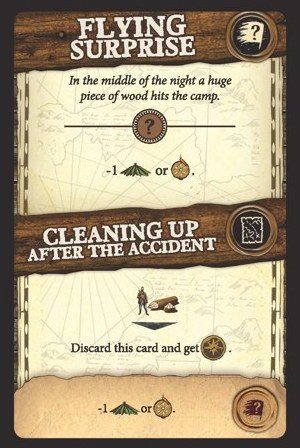 FLYING
SURPRISE
?
In the middle of the night a huge
piece of wood hits the camp.
?
-1 or .
CLEANING UP
AFTER THE ACCIDENT
Discard this card and get .
-1 or .
?